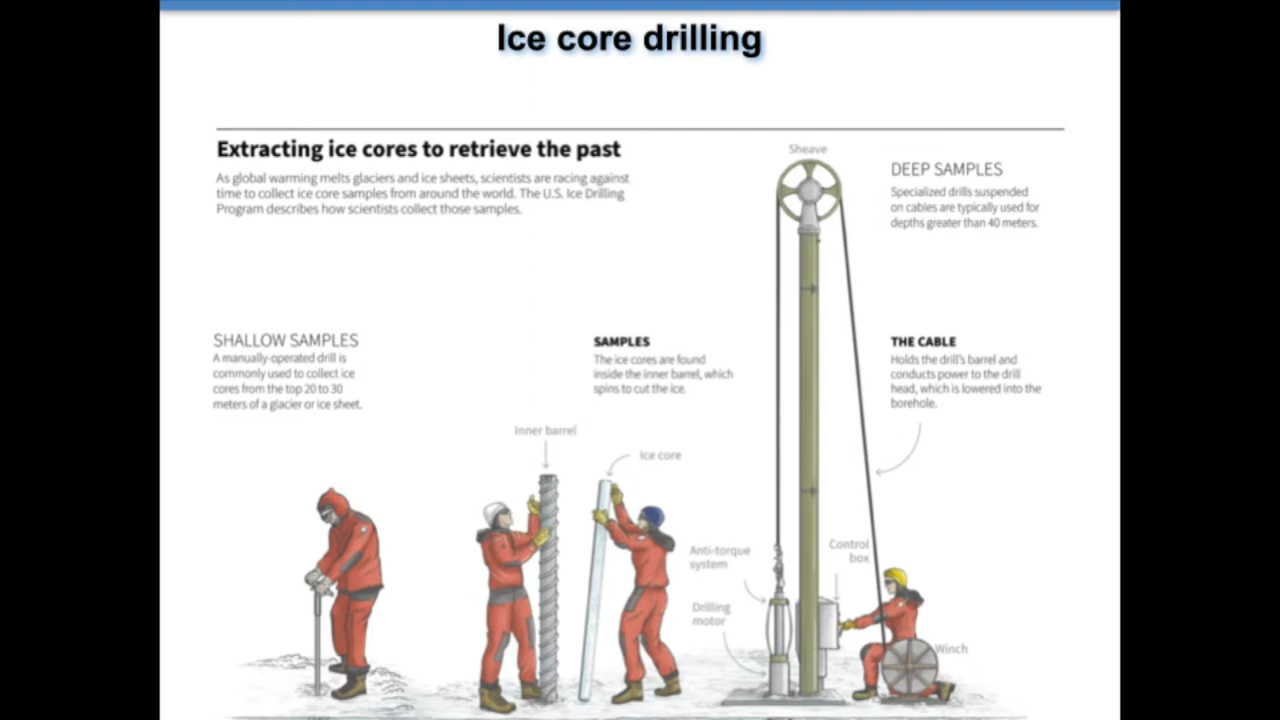 Ice core drilling
Extracting ice cores to retrieve the past
As global warming melts glaciers and ice sheets, scientists are racing against
time to collect ice core samples from around the world. The U.S. Ice Drilling
Program describes how scientists collect those samples.
Sheave
DEEP SAMPLES
Specialized drills suspended
on cables are typically used for
depths greater than 40 meters.
SHALLOW SAMPLES
A manually-operated drill is
commonly used to collect ice
cores from the top 20 to 30
meters of a glacier or ice sheet.
SAMPLES
The ice cores are found
inside the inner barrel, which
spins to cut the ice.
THE CABLE
Holds the drill's barrel and
conducts power to the drill
head, which is lowered into the
borehole.
Inner barrel
Ice core
Anti-torque
system
Control
box
Drilling
motor
Winch